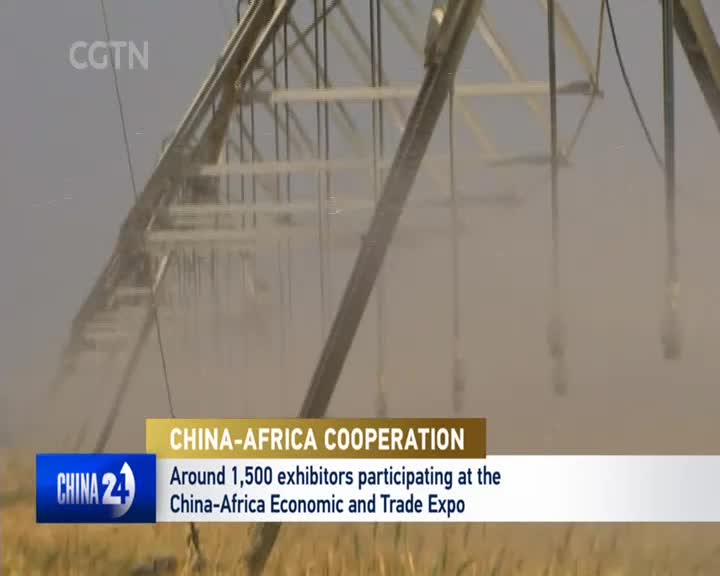 CGTN
CHINA-AFRICA COOPERATION
CHINA 24
Around 1,500 exhibitors participating at the
China-Africa Economic and Trade Expo